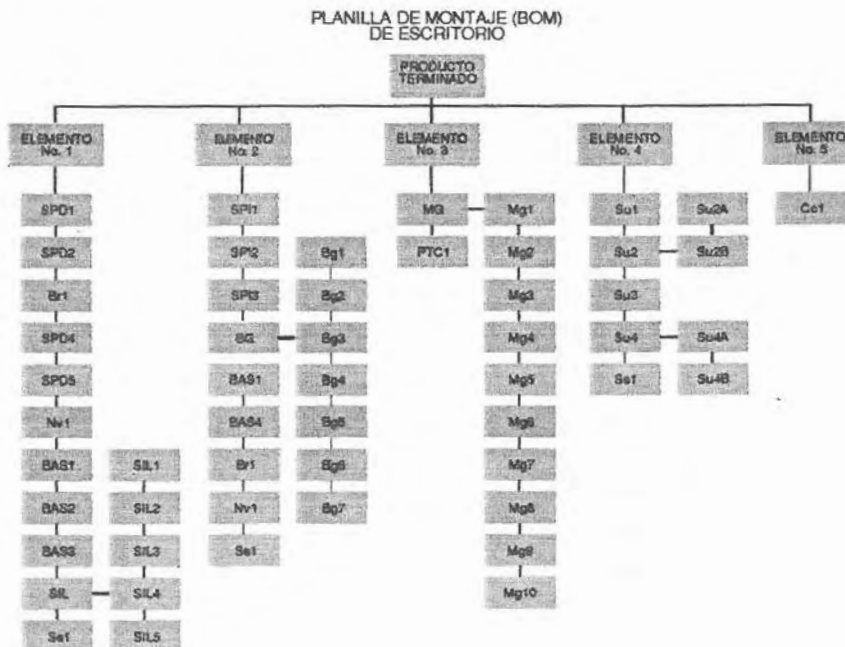 PLANILLA DE MONTAJE (BOM)
DE ESCRITORIO
PRODUCTO
TERMINADO
ELEMENTO
No. 1
SPD1
SPD2
Br1
SPD4
SPD5
Nv1
BAS1
BAS2
BAS3
SIL
Se1
SIL1
SIL2
SIL3
SIL4
SIL5
ELEMENTO
No. 2
SPI1
SPI2
SPI3
BG
BAS1
BAS4
Br1
Nv1
Se1
Bg1
Bg2
Bg3
Bg4
Bg5
Bg6
Bg7
ELEMENTO
No. 3
MG
PTC1
Mg1
Mg2
Mg3
Mg4
Mg5
Mg6
Mg7
Mg8
Mg9
Mg10
ELEMENTO
No. 4
Su1
Su2
Su3
Su4
Se1
Su2A
Su2B
Su4A
Su4B
ELEMENTO
No. 5
Cc1